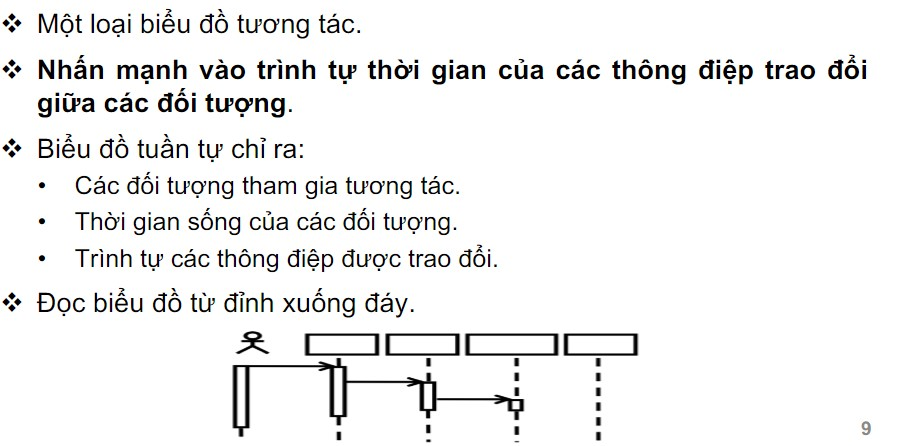 ❖ Một loại biểu đồ tương tác.
❖ Nhấn mạnh vào trình tự thời gian của các thông điệp trao đổi
giữa các đối tượng.
❖ Biểu đồ tuần tự chỉ ra:
• Các đối tượng tham gia tương tác.
• Thời gian sống của các đối tượng.
• Trình tự các thông điệp được trao đổi.
❖ Đọc biểu đồ từ đỉnh xuống đáy.
9